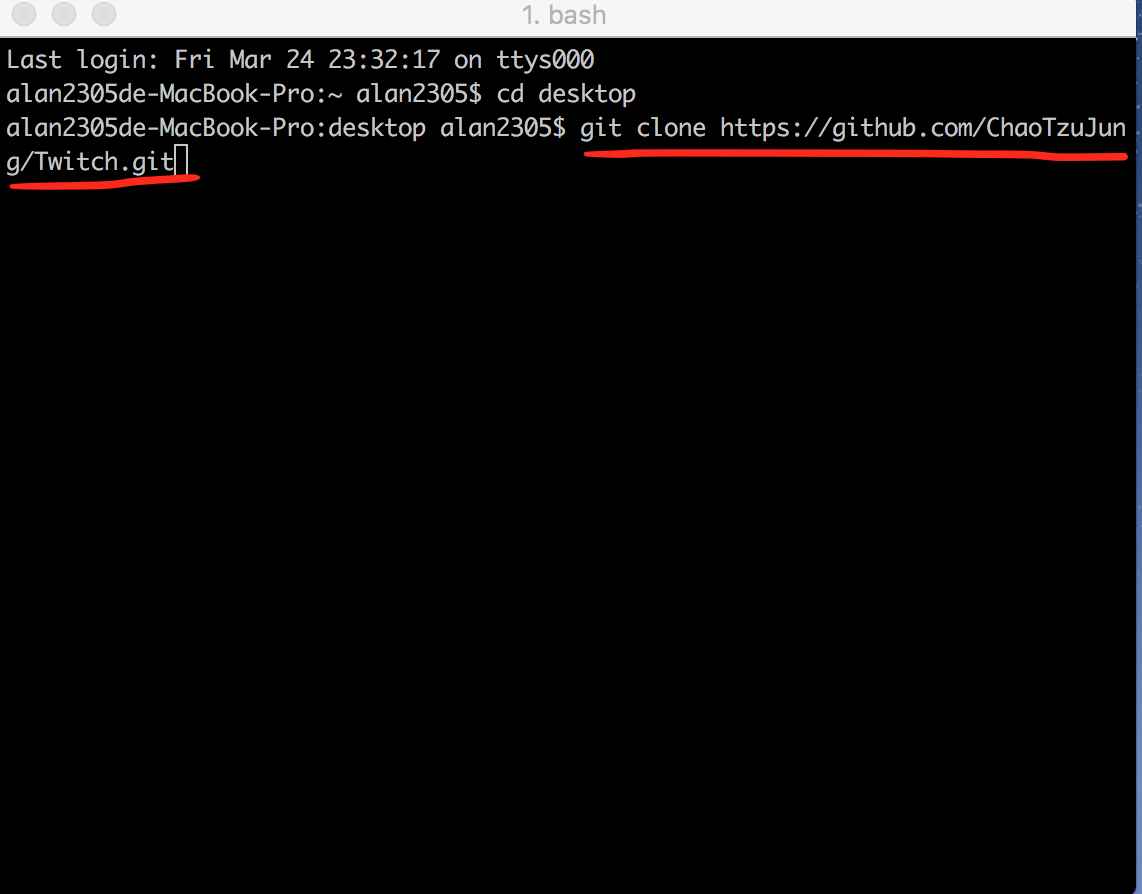 1. bash
Last login: Fri Mar 24 23:32:17 on ttys000
alan2305de-MacBook-Pro:~ alan2305$ cd desktop
alan2305de-MacBook-Pro:desktop alan2305$ git clone https://github.com/ChaoTzuJun
g/Twitch.git